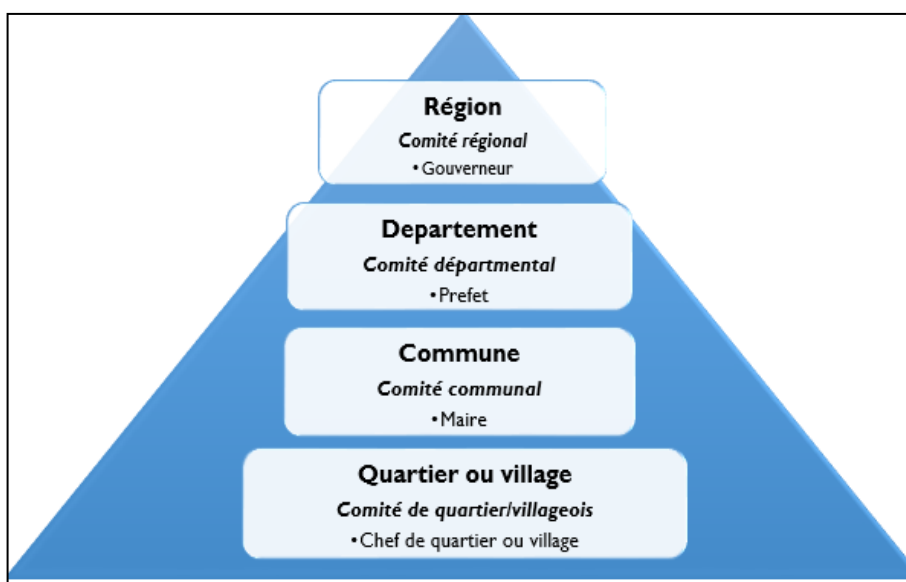 Région
Comité régional
•Gouverneur
Departement
Comité départmental
•Prefet
Commune
Comité communal
•Maire
Quartier ou village
Comité de quartier/villageois
•Chef de quartier ou village